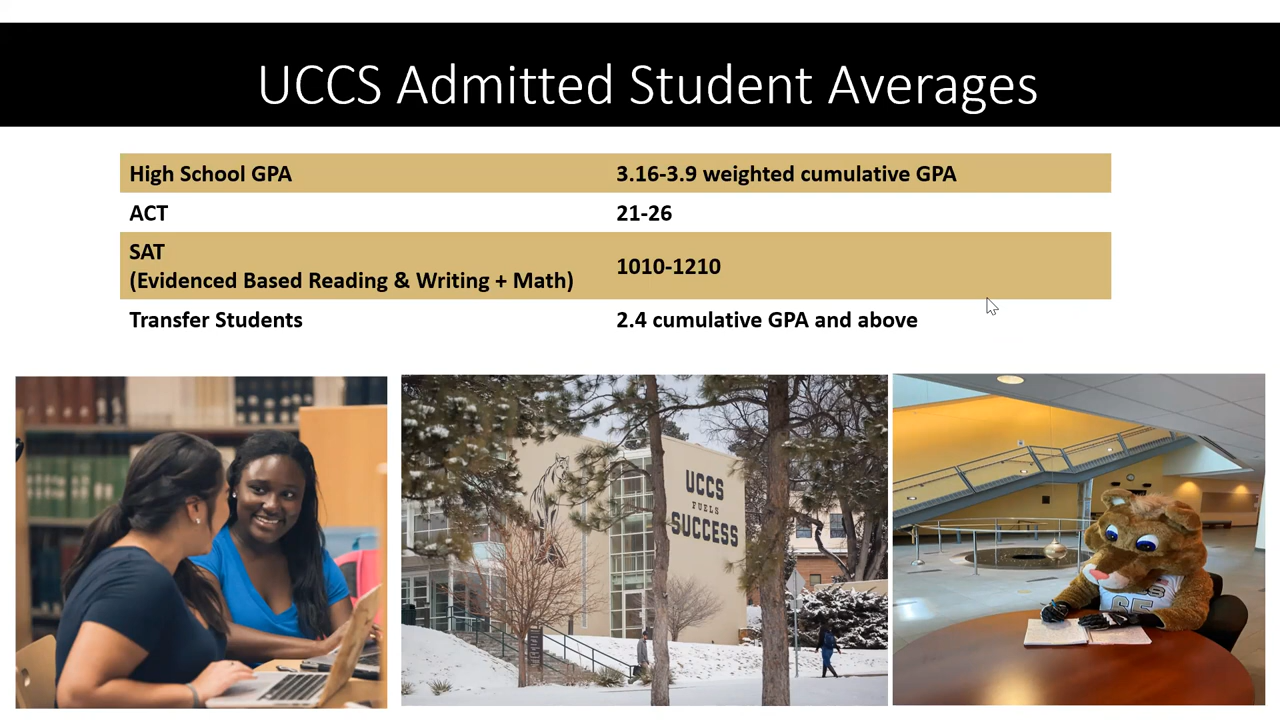 UCCS Admitted Student Averages
High School GPA 3.16-3.9 weighted cumulative GPA
ACT 21-26
SAT
(Evidenced Based Reading & Writing + Math) 1010-1210
Transfer Students 2.4 cumulative GPA and above
UCCS
FUELS
SUCCESS